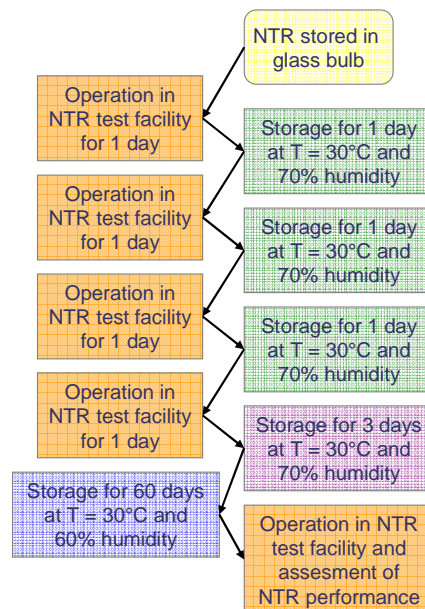 NTR stored in
glass bulb
Operation in
NTR test facility
for 1 day
Storage for 1 day
at T = 30°C and
70% humidity
Operation in
NTR test facility
for 1 day
Storage for 1 day
at T = 30°C and
70% humidity
Operation in
NTR test facility
for 1 day
Storage for 1 day
at T = 30°C and
70% humidity
Operation in
NTR test facility
for 1 day
Storage for 3 days
at T = 30°C and
70% humidity
Storage for 60 days
at T = 30°C and
60% humidity
Operation in NTR
test facility and
assesment of
NTR performance